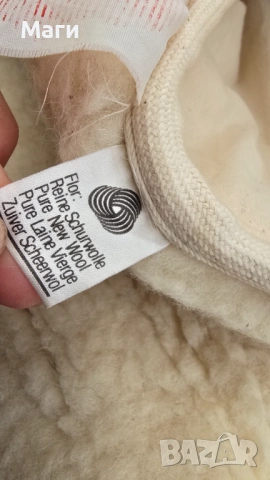 Маги
Flor:
Reine Schurwolle
Pure New Wool
Pure Laine Vierge
Zuiver Scheerwol
bazar